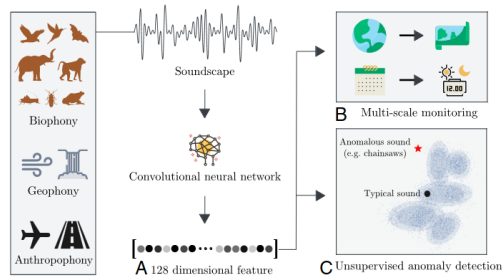 Biophony
Geophony
Anthropophony
Soundscape
Convolutional neural network
A 128 dimensional feature
12.00
B Multi-scale monitoring
Anomalous sound
(e.g. chainsaws)
Typical sound
C Unsupervised anomaly detection